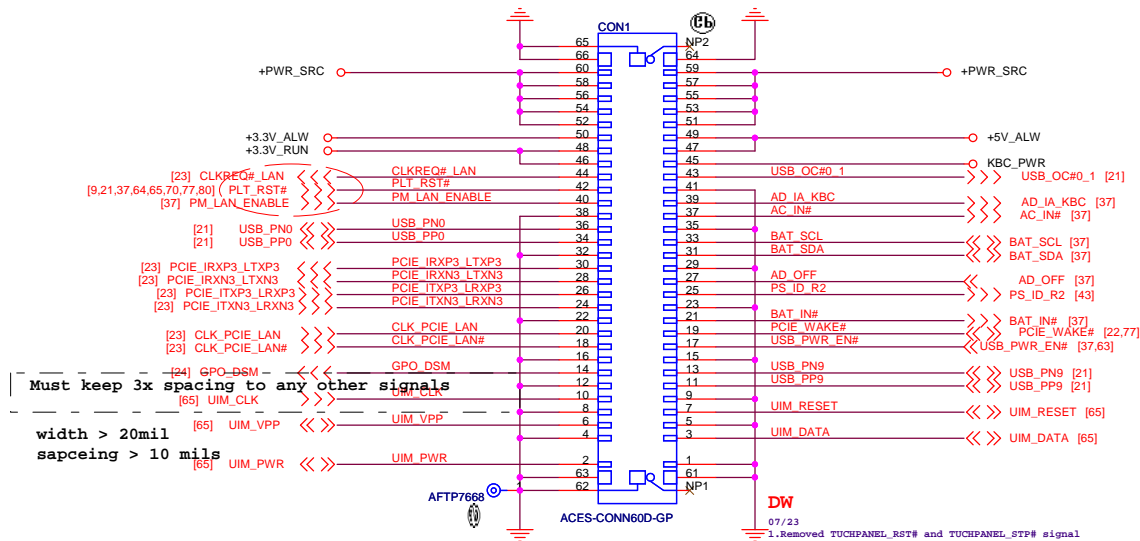 CON1
65 NP2
66 64
+PWR_SRC 60 59 +PWR_SRC
58 57
56 55
54 53
52 51
+3.3V_ALW 50 49 +5V_ALW
+3.3V_RUN 48 47
46 45 KBC_PWR
[23] CLKREQ#_LAN CLKREQ#_LAN 44 43 USB_OC#0_1 USB_OC#0_1 [21]
[9,21,37,64,65,70,77,80] PLT_RST# PLT_RST# 42 41
[37] PM_LAN_ENABLE PM_LAN_ENABLE 40 39 AD_IA_KBC AD_IA_KBC [37]
38 37 AC_IN# AC_IN# [37]
[21] USB_PN0 USB_PN0 36 35
[21] USB_PP0 USB_PP0 34 33 BAT_SCL BAT_SCL [37]
32 31 BAT_SDA BAT_SDA [37]
[23] PCIE_IRXP3_LTXP3 PCIE_IRXP3_LTXP3 30 29
[23] PCIE_IRXN3_LTXN3 PCIE_IRXN3_LTXN3 28 27 AD_OFF AD_OFF [37]
[23] PCIE_ITXP3_LRXP3 PCIE_ITXP3_LRXP3 26 25 PS_ID_R2 PS_ID_R2 [43]
[23] PCIE_ITXN3_LRXN3 PCIE_ITXN3_LRXN3 24 23
22 21 BAT_IN# BAT_IN# [37]
[23] CLK_PCIE_LAN CLK_PCIE_LAN 20 19 PCIE_WAKE# PCIE_WAKE# [22,77]
[23] CLK_PCIE_LAN# CLK_PCIE_LAN# 18 17 USB_PWR_EN# USB_PWR_EN# [37,63]
16 15
[24] GPO_DSM GPO_DSM 14 13 USB_PN9 USB_PN9 [21]
Must keep 3x spacing to any other signals
12 11 USB_PP9 USB_PP9 [21]
[65] UIM_CLK UIM_CLK 10 9
8 7 UIM_RESET UIM_RESET [65]
[65] UIM_VPP UIM_VPP 6 5
width > 20mil
4 3 UIM_DATA UIM_DATA [65]
sapceing > 10 mils
[65] UIM_PWR UIM_PWR 2 1
63 61
AFTP7668 1 62 NP1
ACES-CONN60D-GP
DW
07/23
1.Removed TUCHPANEL_RST# and TUCHPANEL_STP# signal